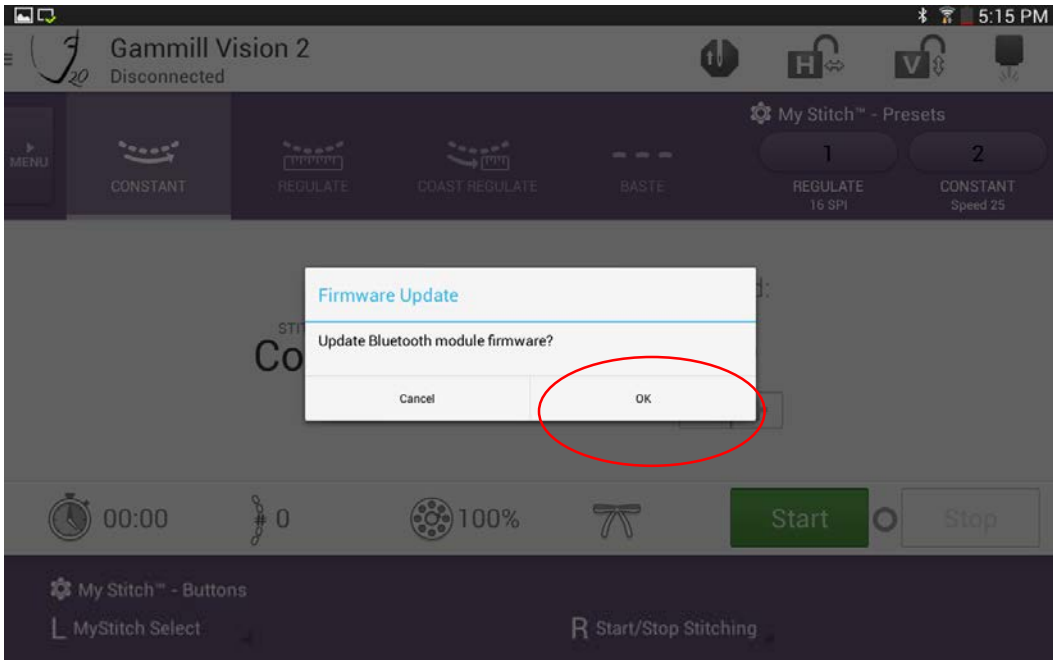 5:15 PM
Gammill Vision 2
20
Disconnected
H
V
My Stitch™ - Presets
MENU
CONSTANT
REGULATE
COAST REGULATE
BASTE
1
2
REGULATE
CONSTANT
16 SPI
Speed 25
Firmware Update
Update Bluetooth module firmware?
Cancel
OK
00:00
# 0
100%
Start
Stop
My Stitch™ - Buttons
L MyStitch Select
R Start/Stop Stitching